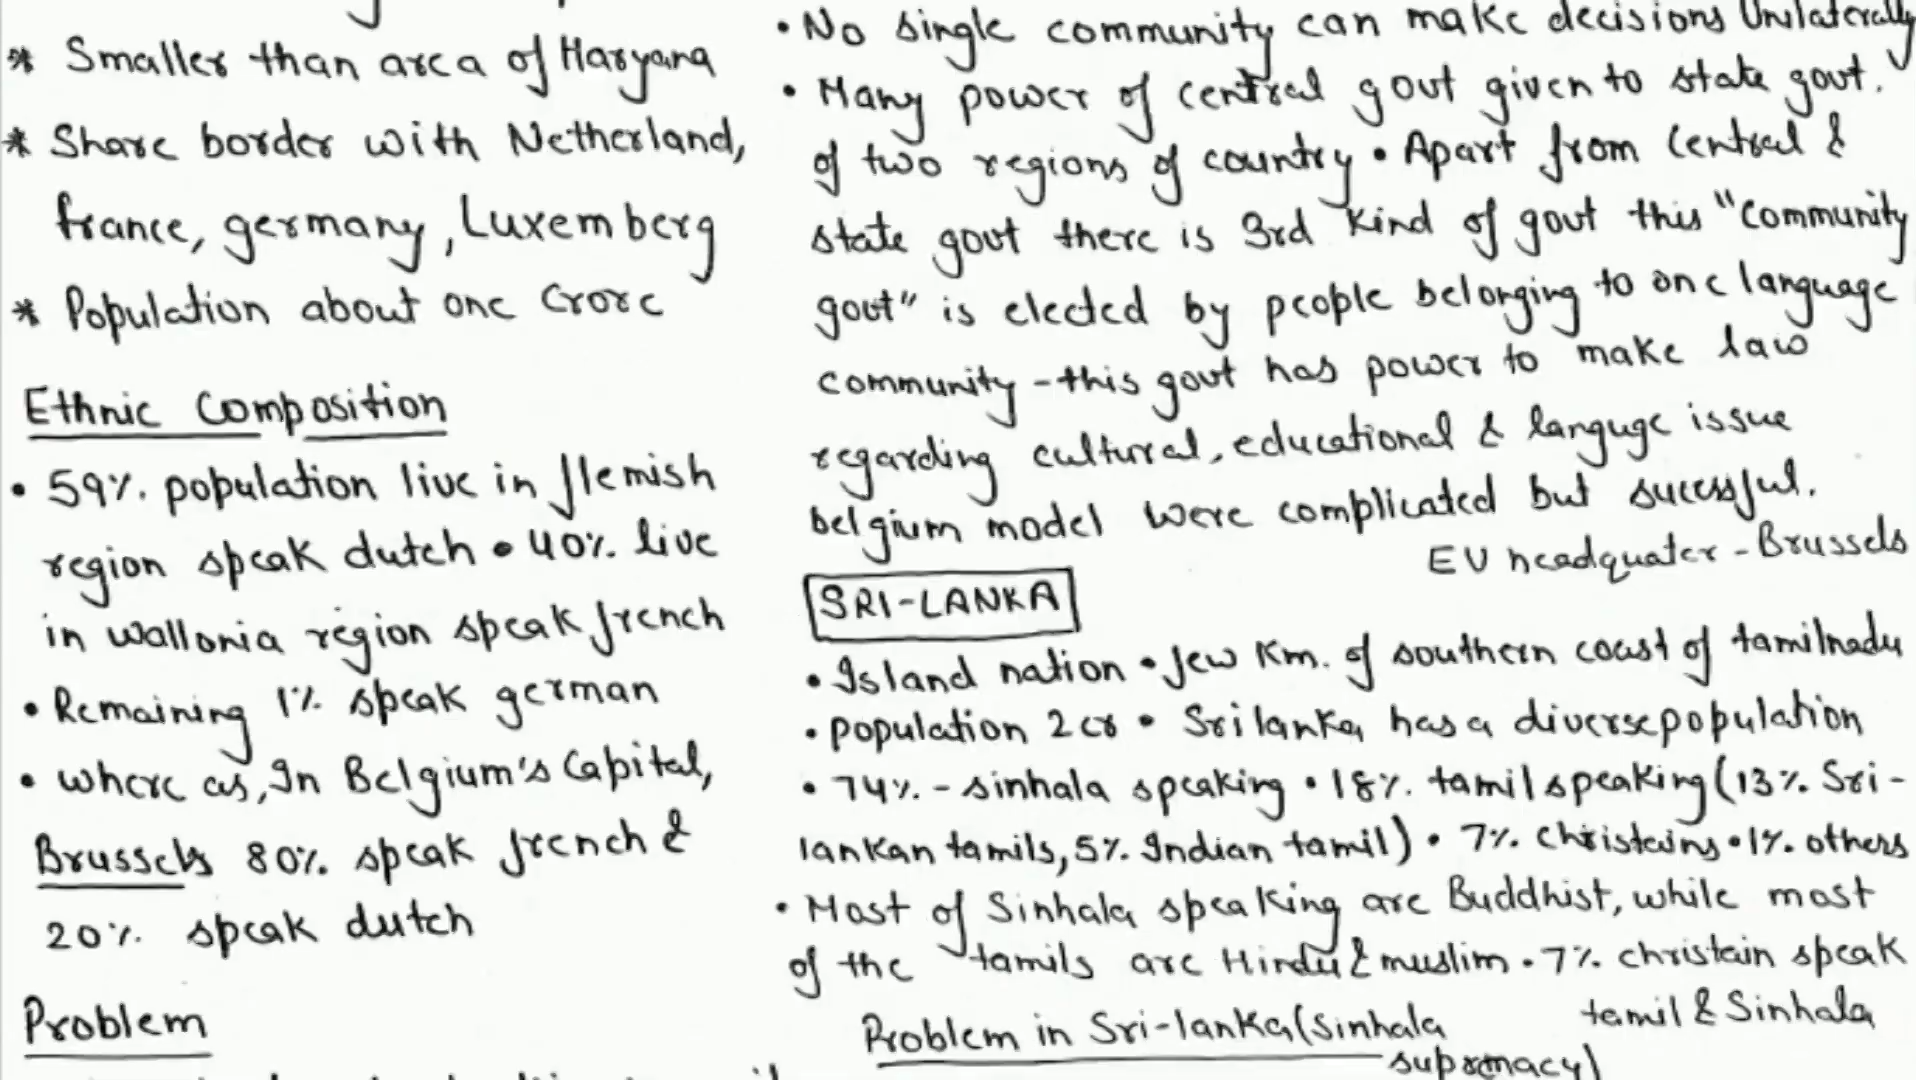 * Smaller than area of Haryana
* Share border with Netherland,
france, germany, Luxemberg
* Population about one Crore
Ethnic Composition
• 59%. population live in flemish
region speak dutch • 40%. live
in wallonia region speak french
• Remaining 1% speak german
• where as, In Belgium's Capital,
Brussels 80%. speak french &
20%. speak dutch
Problem
• No single community can make decisions Unilaterally
• Many power of central govt given to state govt.
of two regions of country • Apart from Central &
state govt there is 3rd kind of govt this "community
govt" is elected by people belonging to one language
community - this govt has power to make law
regarding cultural, educational & languge issue
belgium model were complicated but sucessful.
EU headquater - Brussels
SRI-LANKA
• Island nation • few Km. of southern coast of tamilnadu
• population 2 cr • Sri lanka has a diverse population
• 74%. - sinhala speaking • 18%. tamil speaking (13%. Sri-
lankan tamils, 5%. Indian tamil) • 7%. christains • 1%. others
• Most of Sinhala speaking are Buddhist, while most
of the tamils are Hindu & muslim • 7%. christain speak
tamil & Sinhala
Problem in Sri-lanka (Sinhala
supremacy)